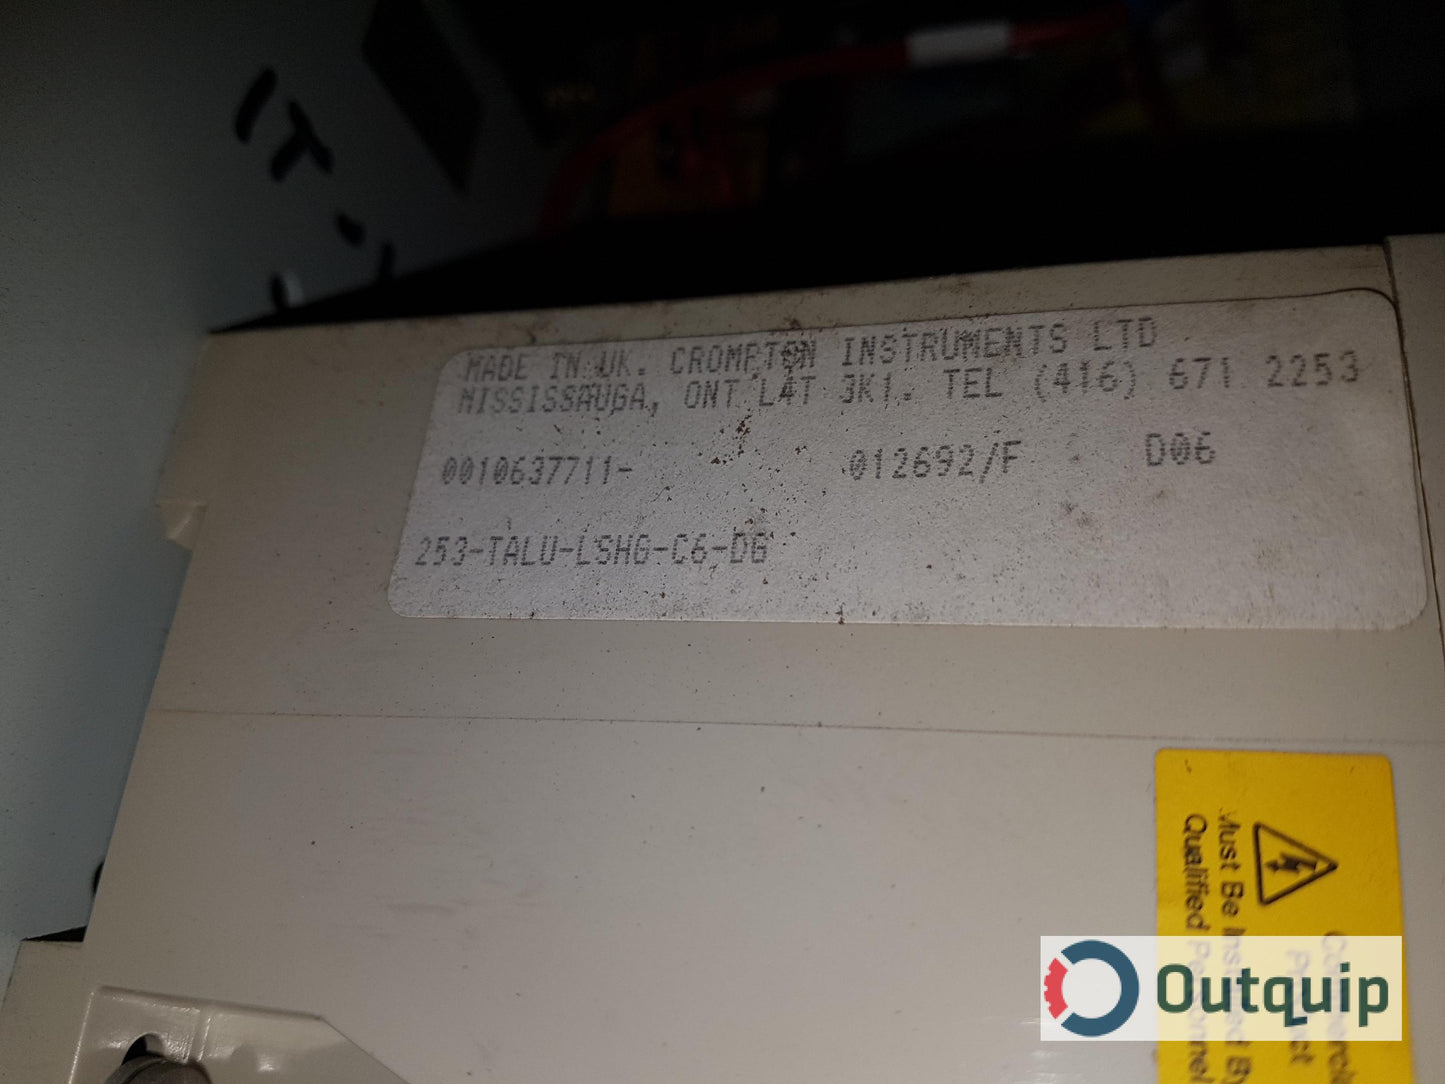 MADE IN UK. CROMPTON INSTRUMENTS LTD
MISSISSAUGA, ONT L4T 3K1. TEL (416) 671 2253
0010637711- 012692/F D06
253-TALU-LSHG-C6-DG
Must Be Installed By
Qualified Personnel
Outquip